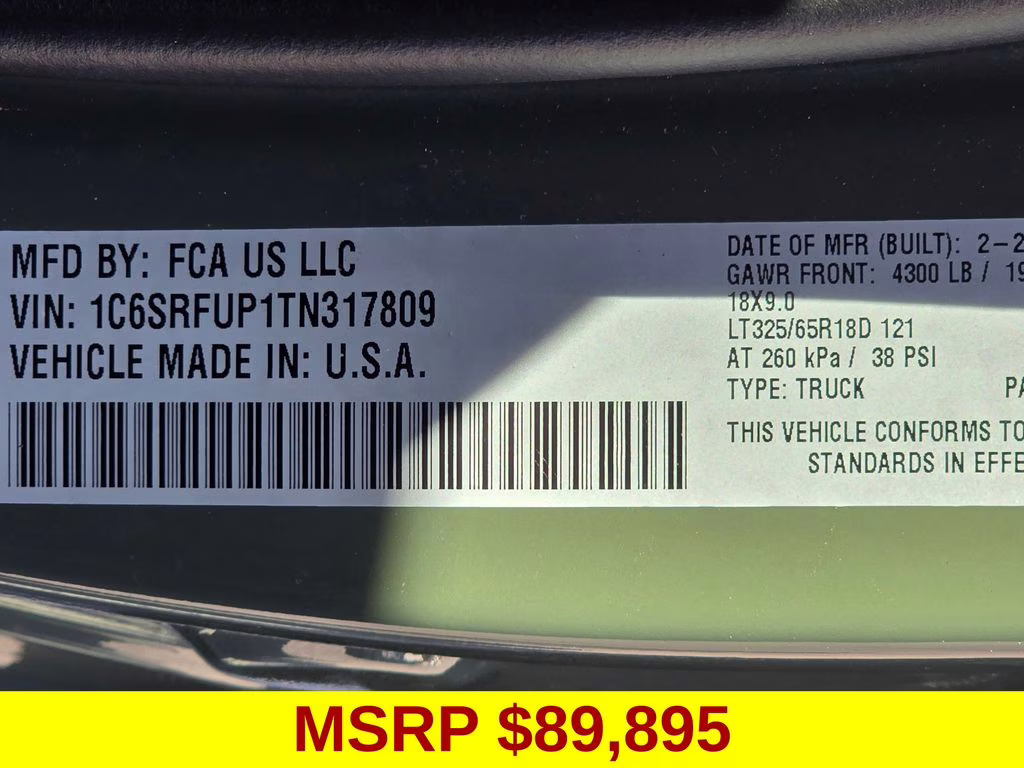 MFD BY: FCA US LLC
VIN: 1C6SRFUP1TN317809
VEHICLE MADE IN: U.S.A.
DATE OF MFR (BUILT): 2-2
GAWR FRONT: 4300 LB / 19
18X9.0
LT325/65R18D 121
AT 260 kPa / 38 PSI
TYPE: TRUCK PA
THIS VEHICLE CONFORMS TO
STANDARDS IN EFFE
MSRP $89,895